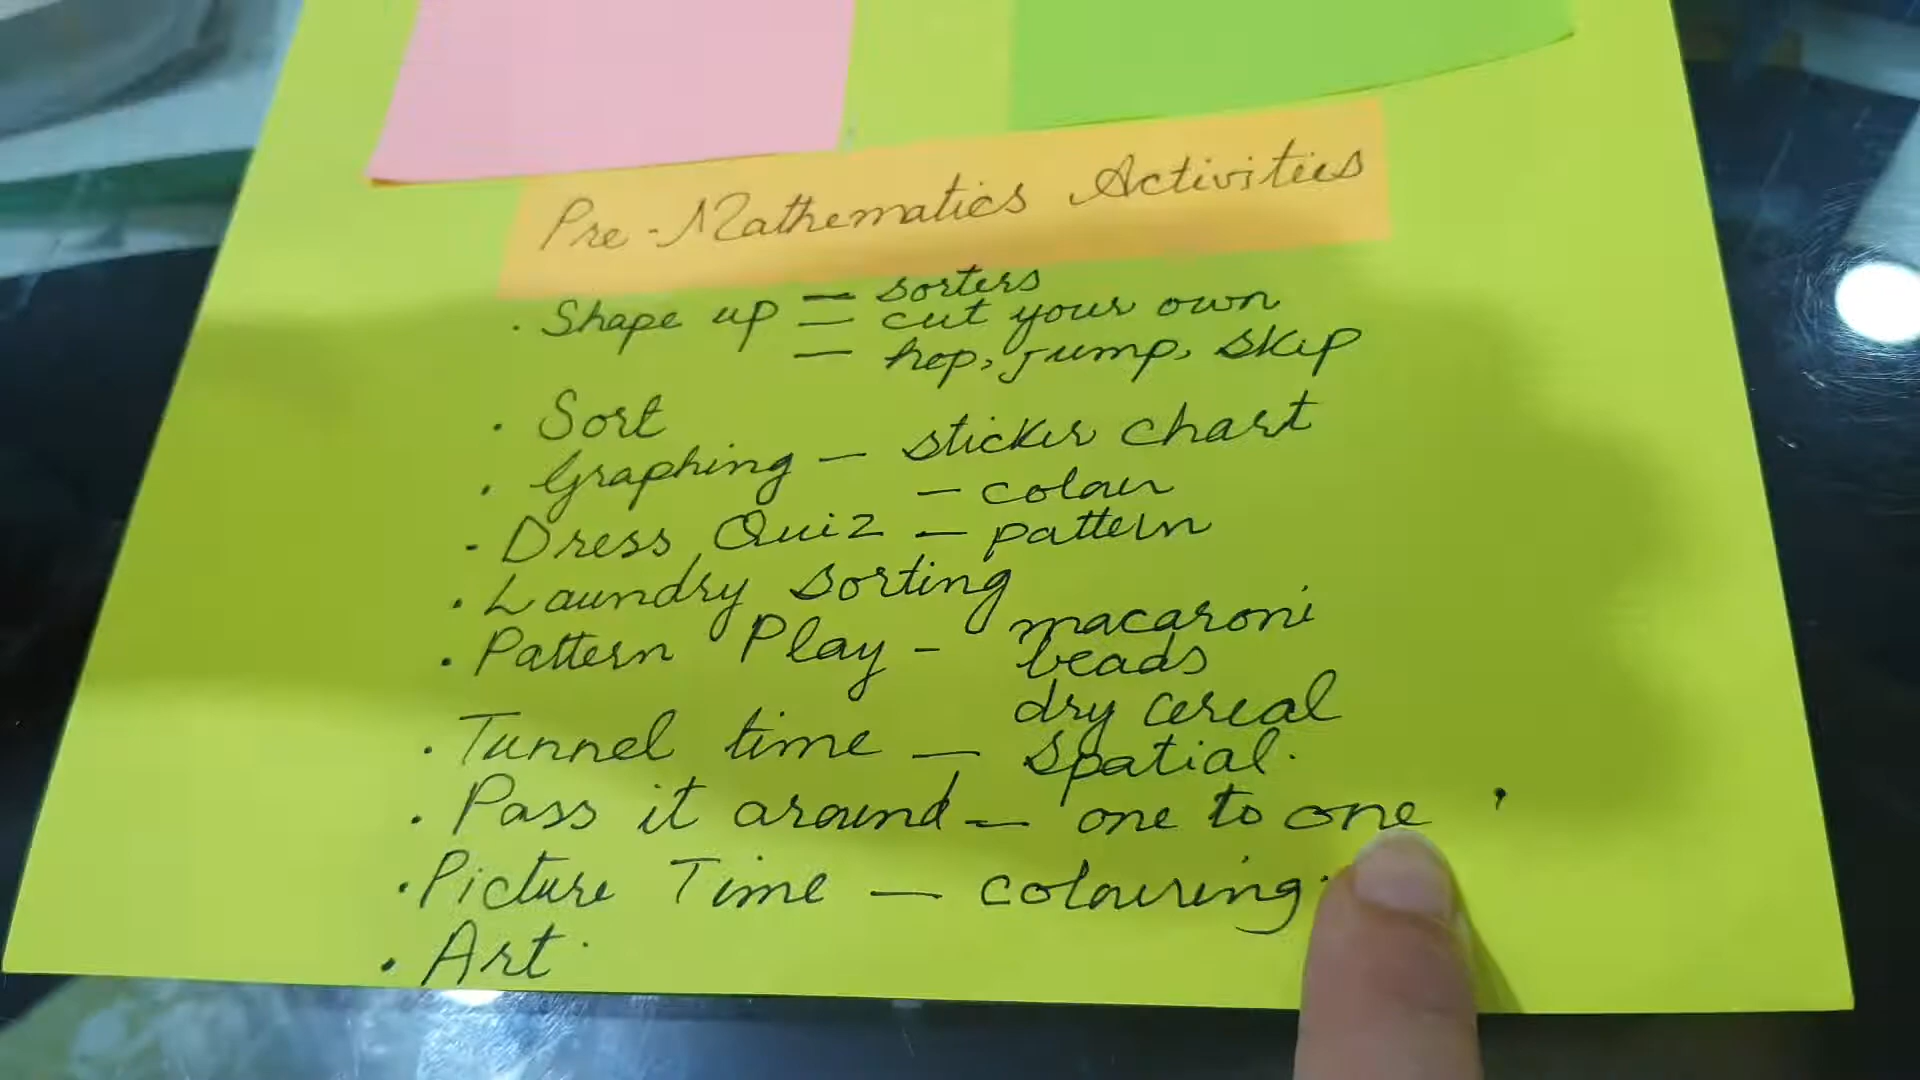 Pre-Mathematics Activities
. Shape up — sorters
— cut your own
— hop, jump, skip
. Sort
. Graphing — sticker chart
- Dress Quiz — colour
— pattern
. Laundry sorting
. Pattern Play - macaroni
beads
dry cereal
. Tunnel time — spatial.
. Pass it around — one to one
. Picture Time — colouring.
. Art.